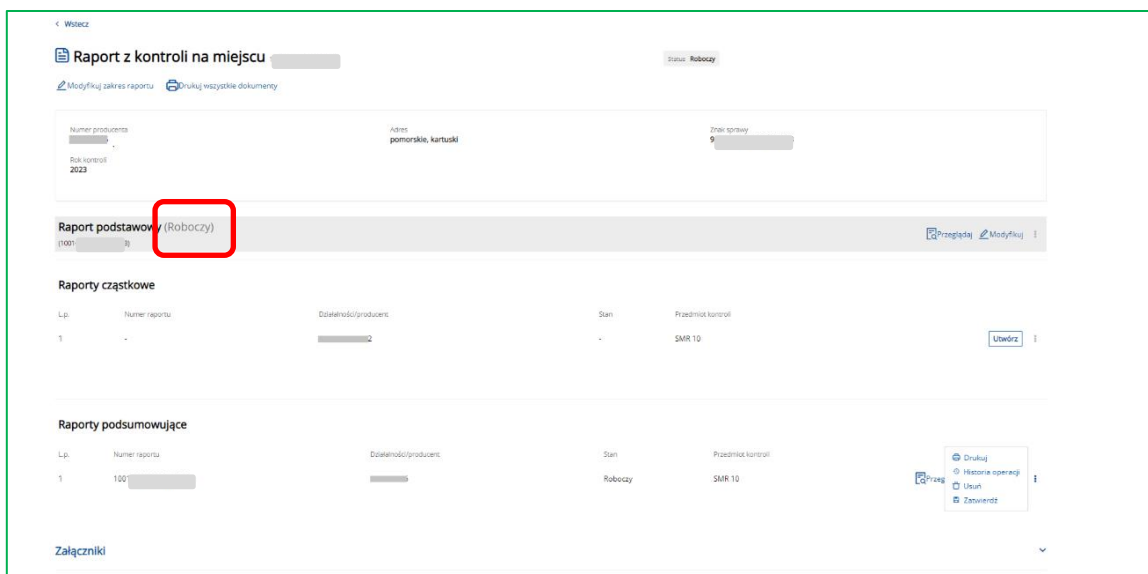 Wstecz
Raport z kontroli na miejscu
Status Roboczy
Modyfikuj zakres raportu Drukuj wszystkie dokumenty
Numer producenta Adres Znak sprawy
pomorskie, kartuski 9
Rok kontroli
2023
Raport podstawowy (Roboczy)
Przeglądaj Modyfikuj
(1001-
Raporty cząstkowe
L.p. Numer raportu Działalności/producent Stan Przedmiot kontroli
1 - 2 - SMR 10 Utwórz
Raporty podsumowujące
L.p. Numer raportu Działalności/producent Stan Przedmiot kontroli
Drukuj
Historia operacji
1 1001 Roboczy SMR 10 Przeg
Usuń
Zatwierdź
Załączniki